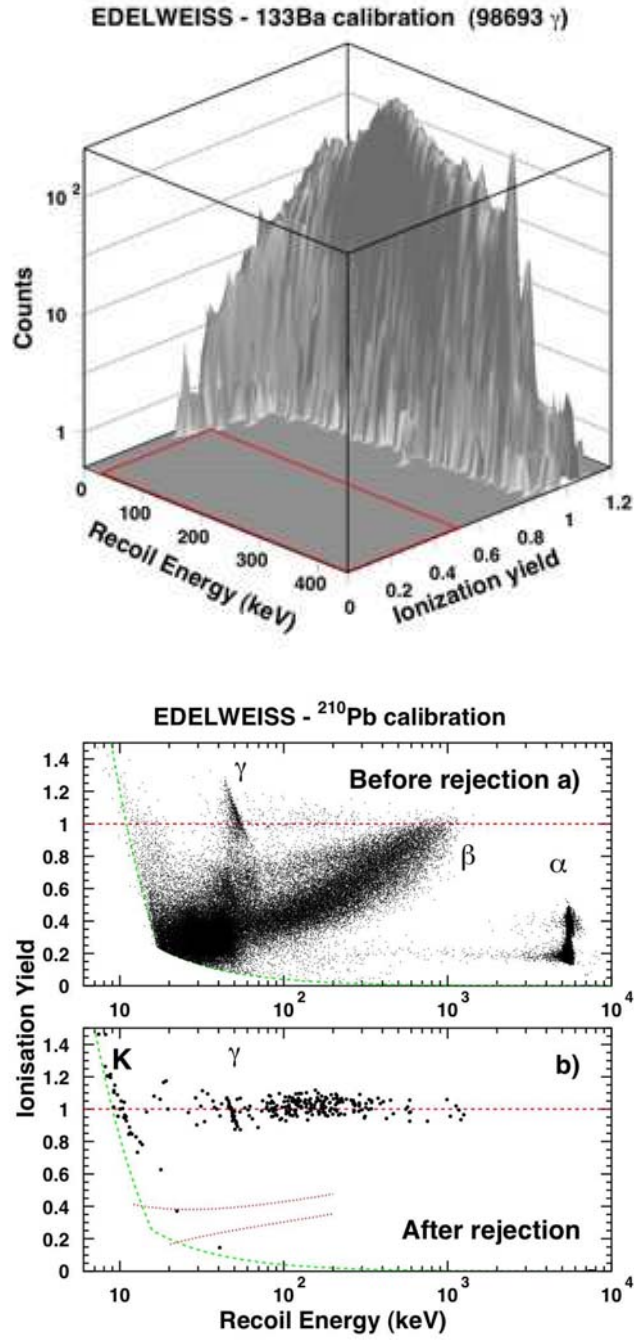 EDELWEISS - 133Ba calibration (98693 γ)
10²
10
1
Counts
0
100
200
300
400
Recoil Energy (keV)
0
0.2
0.4
0.6
0.8
1
1.2
Ionization yield
EDELWEISS - ²¹⁰Pb calibration
Ionisation Yield
1.4
1.2
1
0.8
0.6
0.4
0.2
0
γ
Before rejection a)
β
α
10
10²
10³
10⁴
1.4
1.2
1
0.8
0.6
0.4
0.2
0
K
γ
b)
After rejection
10
10²
10³
10⁴
Recoil Energy (keV)